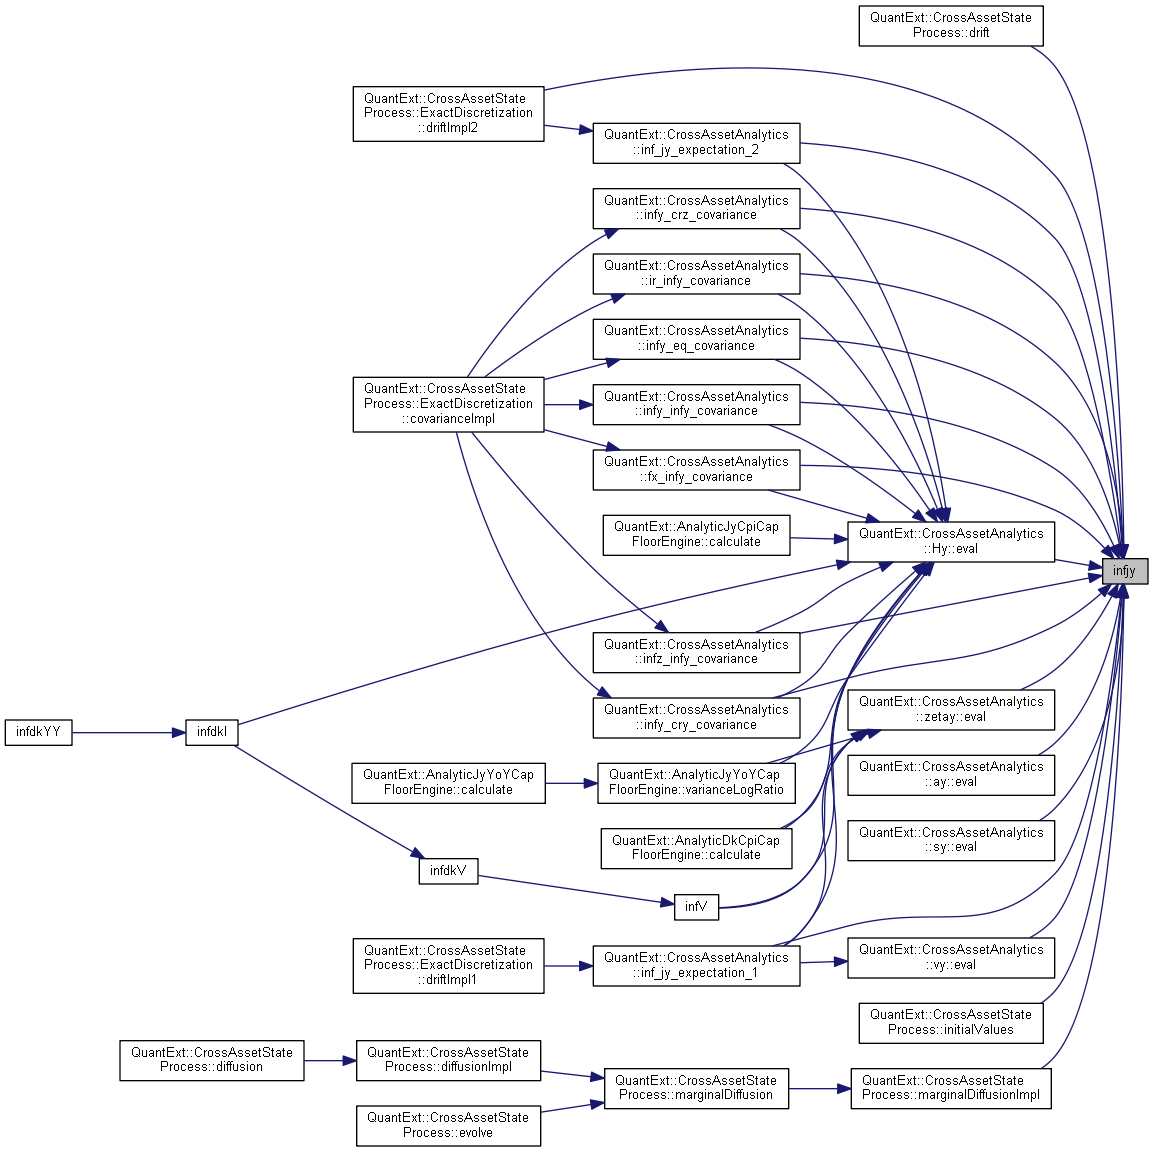 QuantExt::CrossAssetState
Process::drift
QuantExt::CrossAssetState
Process::ExactDiscretization
::driftImpl2
QuantExt::CrossAssetAnalytics
::inf_jy_expectation_2
QuantExt::CrossAssetAnalytics
::infy_crz_covariance
QuantExt::CrossAssetAnalytics
::ir_infy_covariance
QuantExt::CrossAssetAnalytics
::infy_eq_covariance
QuantExt::CrossAssetState
Process::ExactDiscretization
::covarianceImpl
QuantExt::CrossAssetAnalytics
::infy_infy_covariance
QuantExt::CrossAssetAnalytics
::fx_infy_covariance
QuantExt::AnalyticJyCpiCap
FloorEngine::calculate
QuantExt::CrossAssetAnalytics
::Hy::eval
infjy
QuantExt::CrossAssetAnalytics
::infz_infy_covariance
QuantExt::CrossAssetAnalytics
::infy_cry_covariance
QuantExt::CrossAssetAnalytics
::zetay::eval
infdkYY
infdkI
QuantExt::AnalyticJyYoYCap
FloorEngine::calculate
QuantExt::AnalyticJyYoYCap
FloorEngine::varianceLogRatio
QuantExt::CrossAssetAnalytics
::ay::eval
QuantExt::AnalyticDkCpiCap
FloorEngine::calculate
QuantExt::CrossAssetAnalytics
::sy::eval
infdkV
infV
QuantExt::CrossAssetState
Process::ExactDiscretization
::driftImpl1
QuantExt::CrossAssetAnalytics
::inf_jy_expectation_1
QuantExt::CrossAssetAnalytics
::vy::eval
QuantExt::CrossAssetState
Process::initialValues
QuantExt::CrossAssetState
Process::diffusion
QuantExt::CrossAssetState
Process::diffusionImpl
QuantExt::CrossAssetState
Process::marginalDiffusion
QuantExt::CrossAssetState
Process::marginalDiffusionImpl
QuantExt::CrossAssetState
Process::evolve